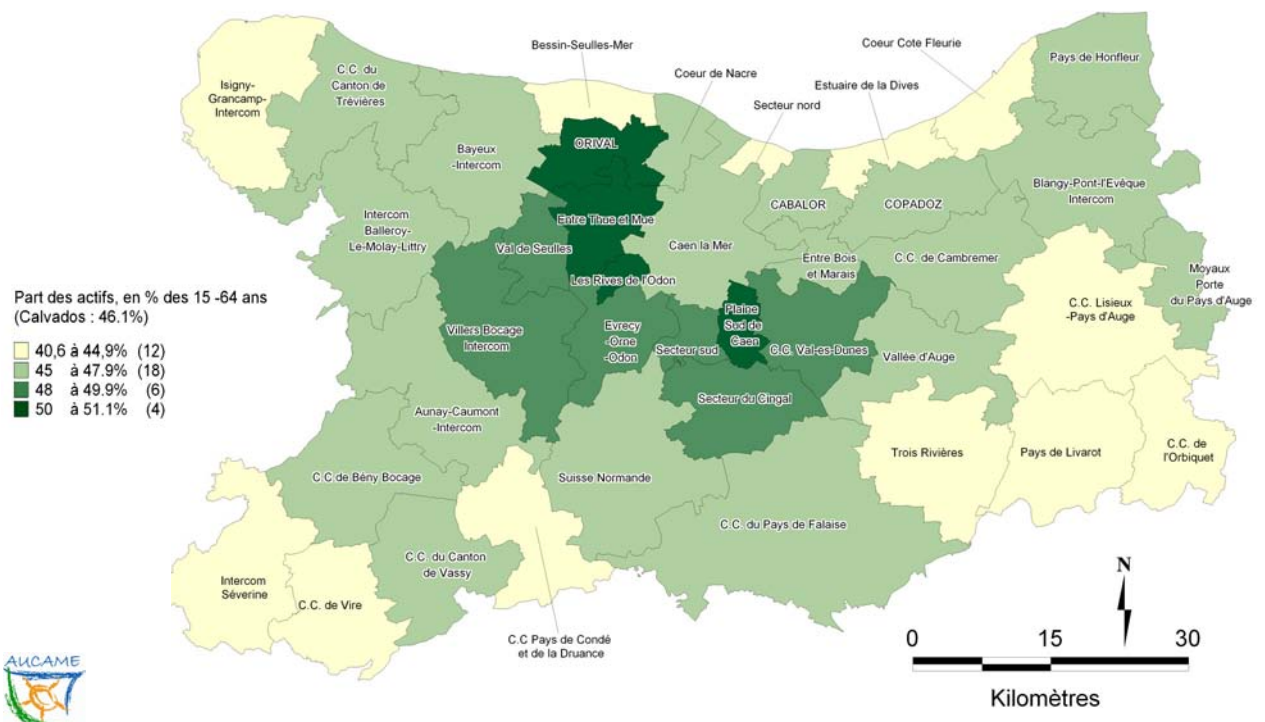 Bessin-Seulles-Mer
Coeur Cote Fleurie
Pays de Honfleur
Coeur de Nacre
Estuaire de la Dives
Secteur nord
Isigny-
Grancamp-
Intercom
C.C. du
Canton de
Trévières
ORIVAL
Bayeux
-Intercom
Blangy-Pont-l'Evêque
Intercom
CABALOR
COPADOZ
Intercom
Balleroy-
Le-Molay-Littry
Entre Thue et Mue
Val de Seulles
Caen la Mer
Entre Bois
et Marais
C.C. de Cambremer
Les Rives de l'Odon
Moyaux
Porte
du Pays d'Auge
Part des actifs, en % des 15 -64 ans
(Calvados : 46.1%)
40,6 à 44,9% (12)
45 à 47.9% (18)
48 à 49.9% (6)
50 à 51.1% (4)
C.C. Lisieux
-Pays d'Auge
Plaine
Sud de
Caen
Villers Bocage
Intercom
Evrecy
-Orne
-Odon
Secteur sud
C.C. Val-es-Dunes
Vallée d'Auge
Secteur du Cingal
Aunay-Caumont
-Intercom
Trois Rivières
Pays de Livarot
C.C. de
l'Orbiquet
C.C de Bény Bocage
Suisse Normande
C.C. du Pays de Falaise
C.C. du Canton
de Vassy
Intercom
Séverine
C.C. de Vire
C.C Pays de Condé
et de la Druance
N
0 15 30
Kilomètres
AUCAME